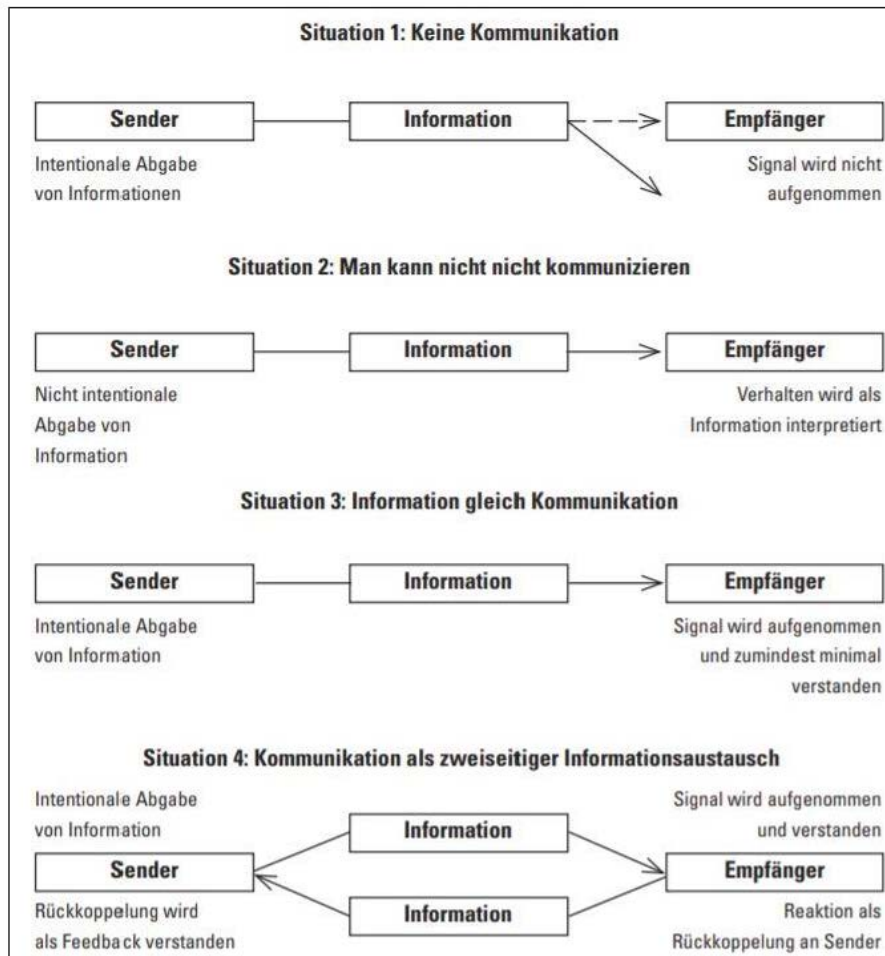 Situation 1: Keine Kommunikation
Sender
Information
Empfänger
Intentionale Abgabe
von Informationen
Signal wird nicht
aufgenommen
Situation 2: Man kann nicht nicht kommunizieren
Sender
Information
Empfänger
Nicht intentionale
Abgabe von
Information
Verhalten wird als
Information interpretiert
Situation 3: Information gleich Kommunikation
Sender
Information
Empfänger
Intentionale Abgabe
von Information
Signal wird aufgenommen
und zumindest minimal
verstanden
Situation 4: Kommunikation als zweiseitiger Informationsaustausch
Intentionale Abgabe
von Information
Signal wird aufgenommen
und verstanden
Information
Sender
Empfänger
Information
Rückkoppelung wird
als Feedback verstanden
Reaktion als
Rückkoppelung an Sender